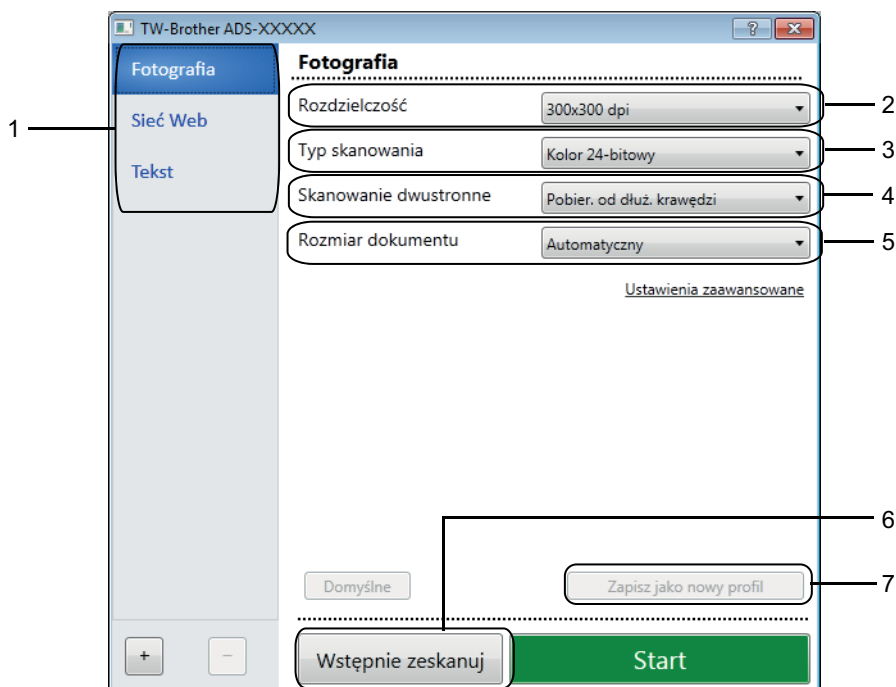 TW-Brother ADS-XXXXX
?
Fotografia
Sieć Web
Tekst
1
Fotografia
Rozdzielczość 300x300 dpi 2
Typ skanowania Kolor 24-bitowy 3
Skanowanie dwustronne Pobier. od dłuż. krawędzi 4
Rozmiar dokumentu Automatyczny 5
Ustawienia zaawansowane
6
Domyślne Zapisz jako nowy profil 7
+ −
Wstępnie zeskanuj Start